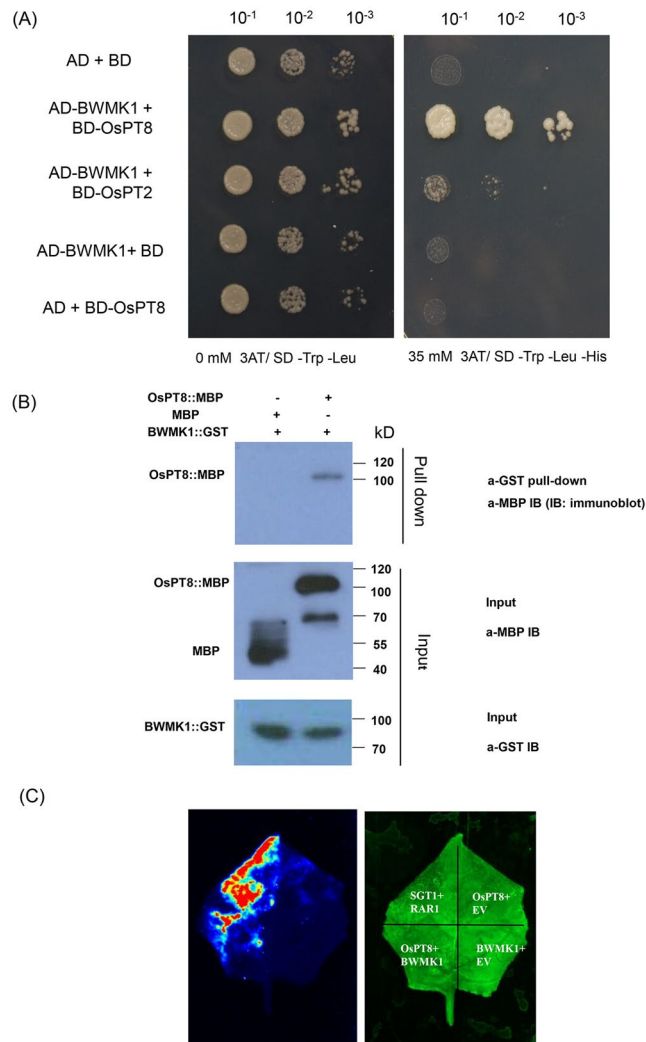 (A)
10-1 10-2 10-3 10-1 10-2 10-3
AD + BD
AD-BWMK1 +
BD-OsPT8
AD-BWMK1 +
BD-OsPT2
AD-BWMK1+ BD
AD + BD-OsPT8
0 mM 3AT/ SD -Trp -Leu
35 mM 3AT/ SD -Trp -Leu -His
(B)
OsPT8::MBP - +
MBP + -
BWMK1::GST + + kD
OsPT8::MBP
120
100
Pull down
a-GST pull-down
a-MBP IB (IB: immunoblot)
OsPT8::MBP
MBP
120
100
70
55
40
Input
Input
a-MBP IB
BWMK1::GST
100
70
Input
a-GST IB
(C)
SGT1+
RAR1
OsPT8+
EV
OsPT8+
BWMK1
BWMK1+
EV